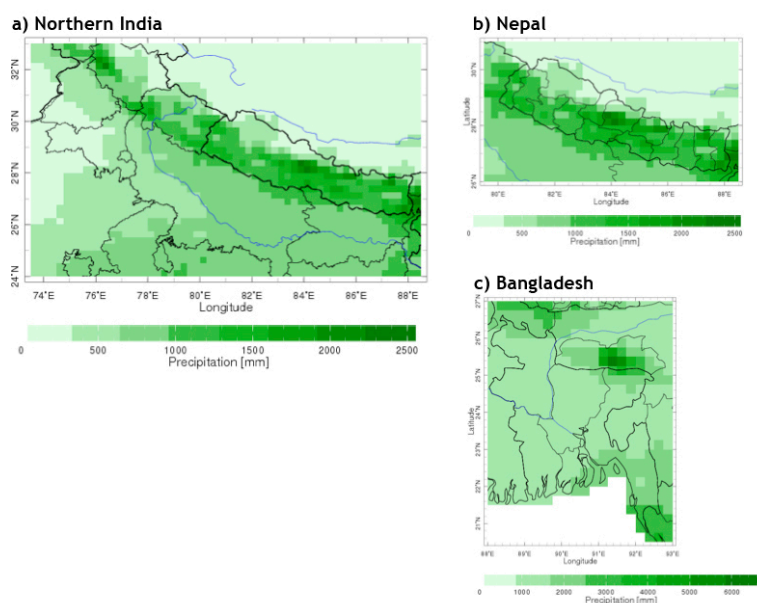 a) Northern India
32°N
30°N
28°N
26°N
24°N
74°E 76°E 78°E 80°E 82°E 84°E 86°E 88°E
Longitude
0 500 1000 1500 2000 2500
Precipitation [mm]
b) Nepal
Latitude
30°N
28°N
26°N
80°E 82°E 84°E 86°E 88°E
Longitude
0 500 1000 1500 2000 2500
Precipitation [mm]
c) Bangladesh
Latitude
27°N
26°N
25°N
24°N
23°N
22°N
21°N
88°E 89°E 90°E 91°E 92°E 93°E
Longitude
0 1000 2000 3000 4000 5000 6000
Precipitation [mm]